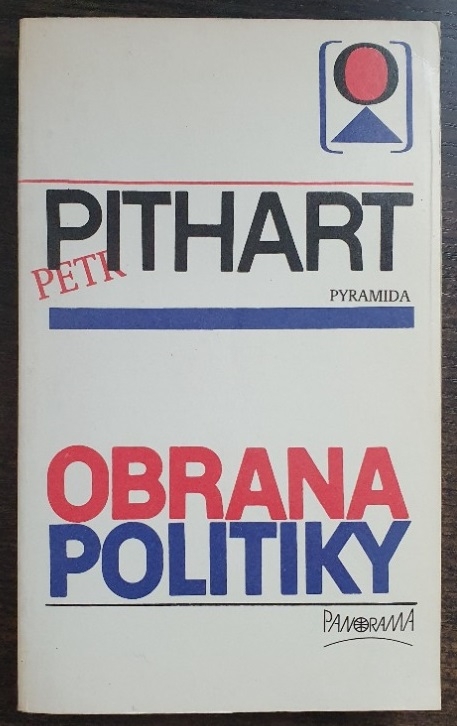 PITHART
PETR
PYRAMIDA
OBRANA
POLITIKY
PANORAMA